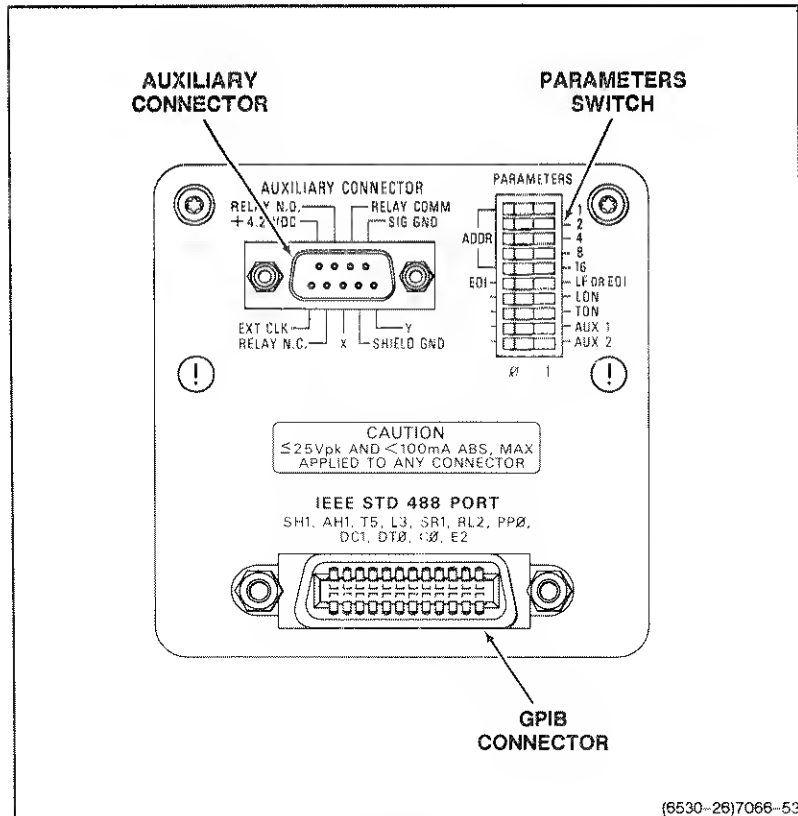 AUXILIARY
CONNECTOR
PARAMETERS
SWITCH
AUXILIARY CONNECTOR
RELAY N.O.
RELAY COMM
+4.2 VDC
SIG GND
EXT CLK
Y
RELAY N.C.
X
SHIELD GND
PARAMETERS
1
2
ADDR
4
8
16
EOI
LF OR EOI
LON
TON
AUX 1
AUX 2
Ø 1
!
!
CAUTION
≤25Vpk AND <100mA ABS, MAX
APPLIED TO ANY CONNECTOR
IEEE STD 488 PORT
SH1, AH1, T5, L3, SR1, RL2, PPØ,
DC1, DTØ, CØ, E2
GPIB
CONNECTOR
(6530-26)7066-53